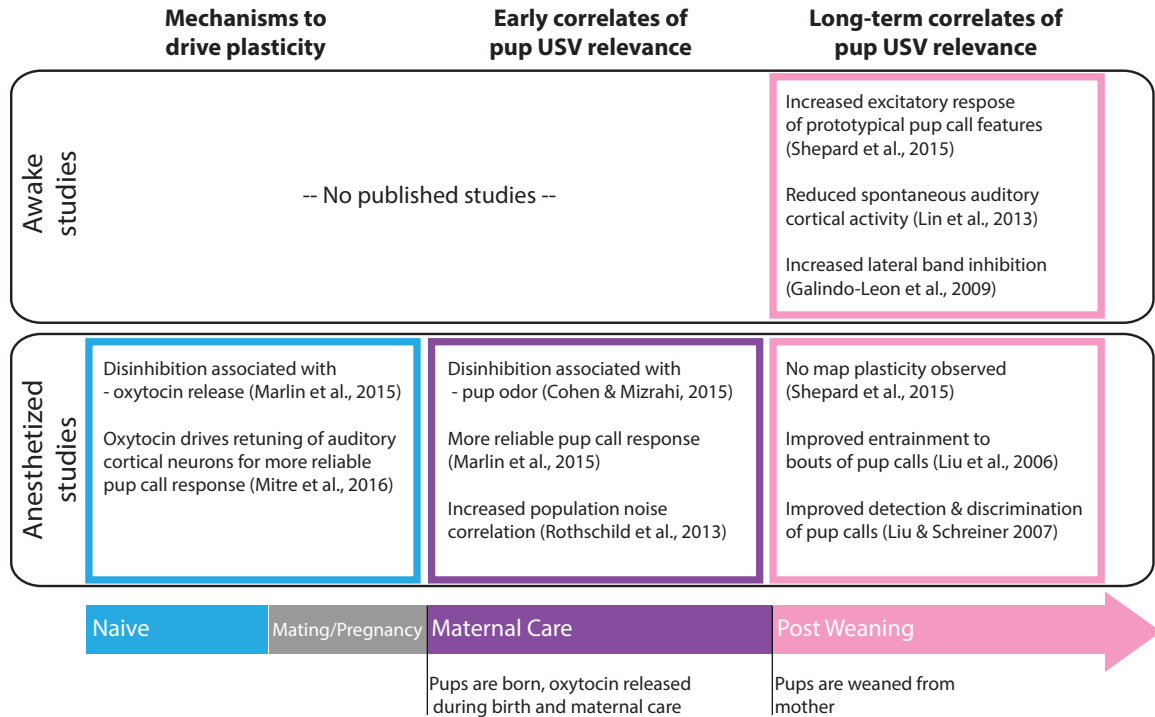 Mechanisms to
drive plasticity
Early correlates of
pup USV relevance
Long-term correlates of
pup USV relevance
Awake
studies
-- No published studies --
Increased excitatory respose
of prototypical pup call features
(Shepard et al., 2015)
Reduced spontaneous auditory
cortical activity (Lin et al., 2013)
Increased lateral band inhibition
(Galindo-Leon et al., 2009)
Anesthetized
studies
Disinhibition associated with
- oxytocin release (Marlin et al., 2015)
Oxytocin drives retuning of auditory
cortical neurons for more reliable
pup call response (Mitre et al., 2016)
Disinhibition associated with
- pup odor (Cohen & Mizrahi, 2015)
More reliable pup call response
(Marlin et al., 2015)
Increased population noise
correlation (Rothschild et al., 2013)
No map plasticity observed
(Shepard et al., 2015)
Improved entrainment to
bouts of pup calls (Liu et al., 2006)
Improved detection & discrimination
of pup calls (Liu & Schreiner 2007)
Naive
Mating/Pregnancy
Maternal Care
Post Weaning
Pups are born, oxytocin released
during birth and maternal care
Pups are weaned from
mother